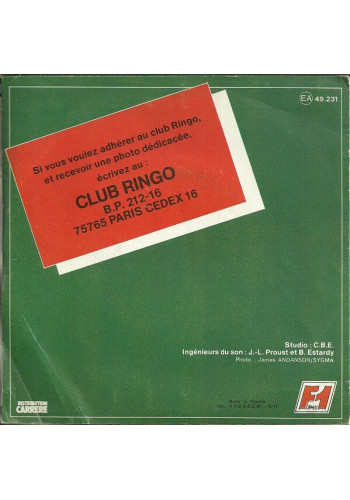 EA 49.231
Si vous voulez adhérer au club Ringo,
et recevoir une photo dédicacée,
écrivez au :
CLUB RINGO
B.P. 212-16
75765 PARIS CEDEX 16
Studio : C.B.E.
Ingénieurs du son : J.-L. Proust et B. Estardy
Photo : James ANDANSON/SYGMA
DISTRIBUTION
CARRERE
Made in France
F1